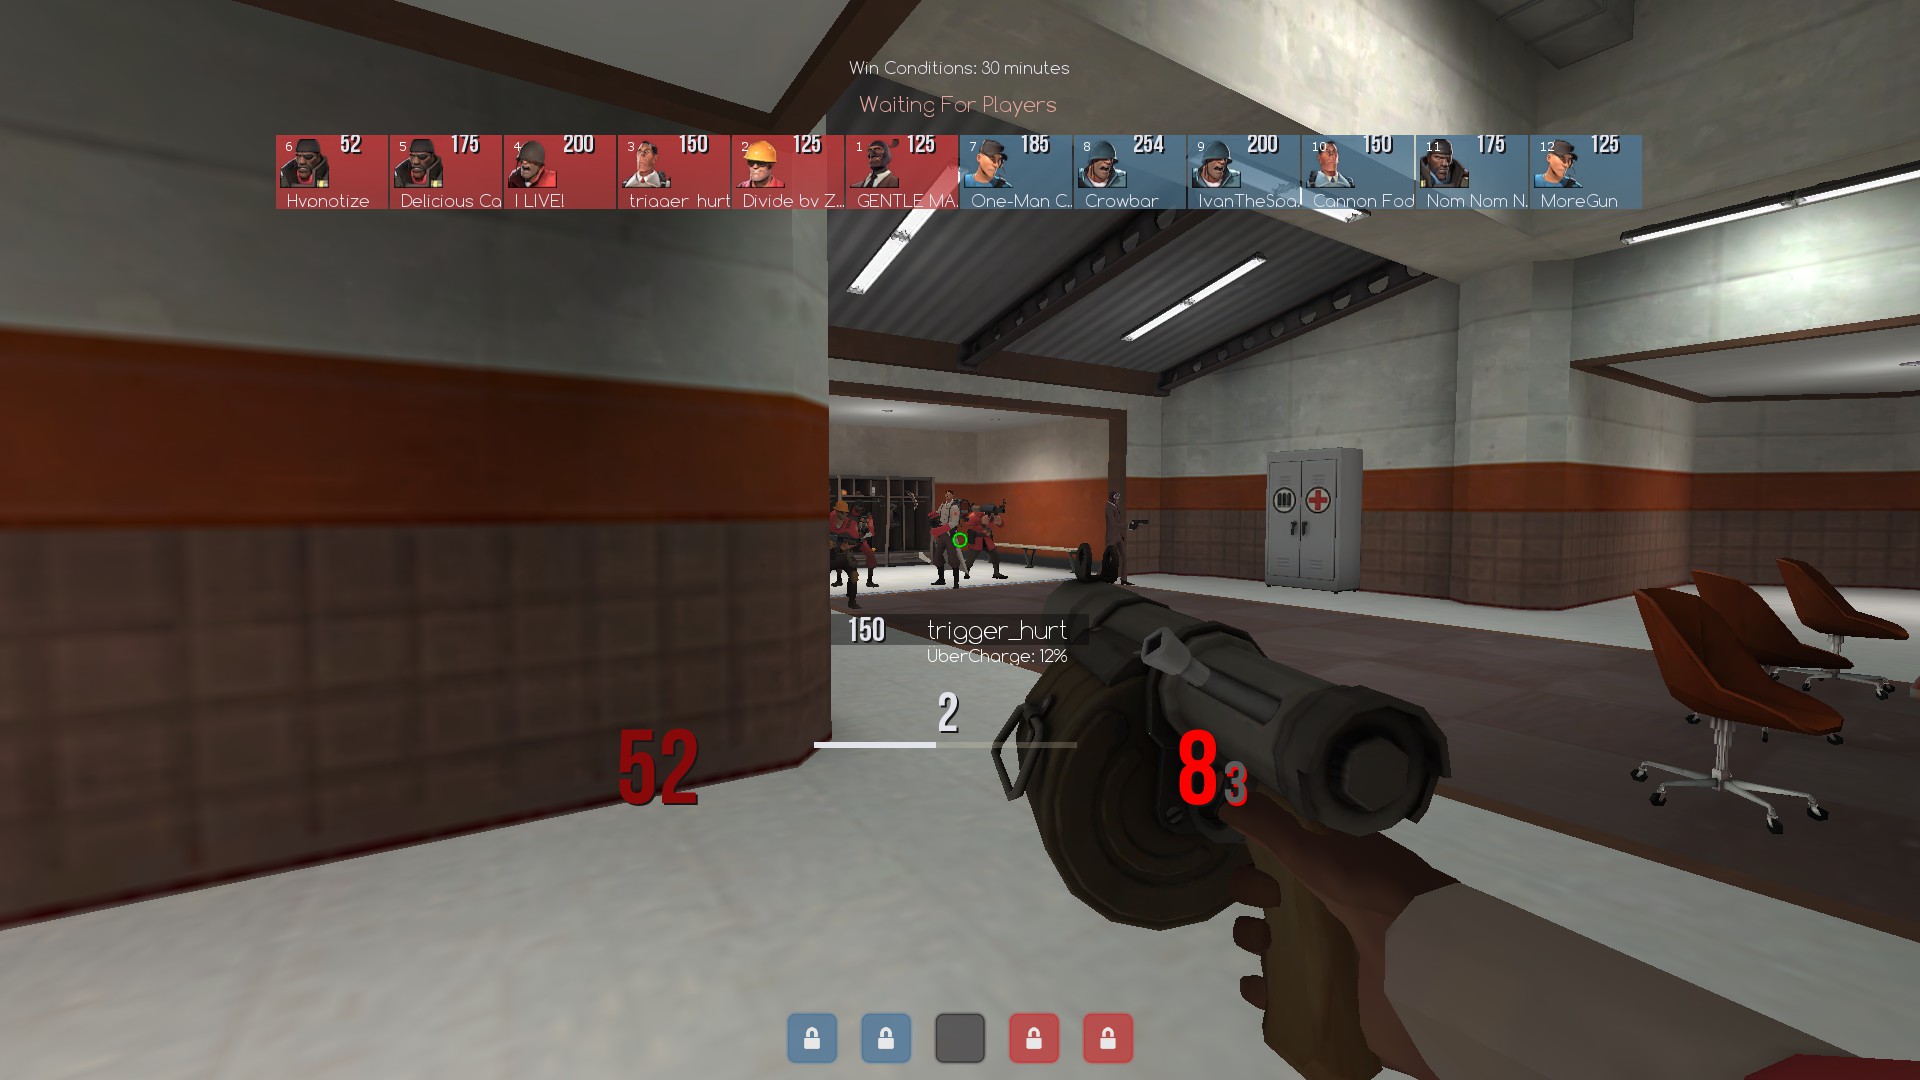 Win Conditions: 30 minutes
Waiting For Players
6 52 5 175 4 200 3 150 2 125 1 125 7 185 8 254 9 200 10 150 11 175 12 125
Hypnotize Delicious Ca I LIVE! trigger_hurt Divide by Z... GENTLE MA. One-Man C... Crowbar IvanTheSpa. Cannon Fod Nom Nom N. MoreGun
150 trigger_hurt
UberCharge: 12%
2
52 8 3